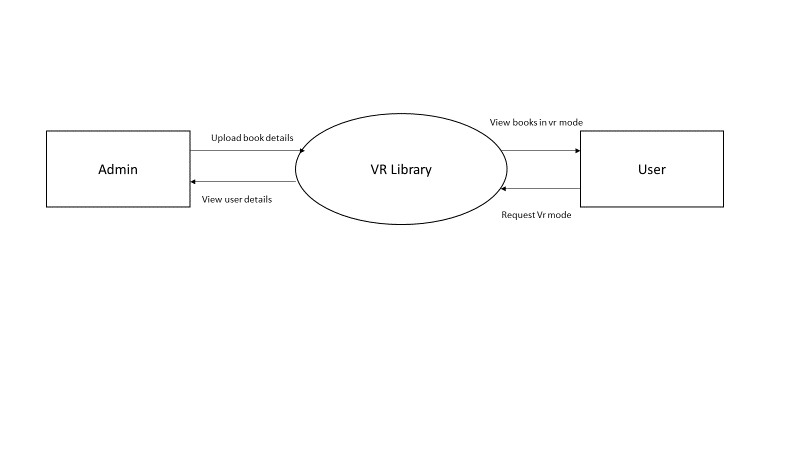 View books in vr mode
Upload book details
Admin
VR Library
User
View user details
Request Vr mode